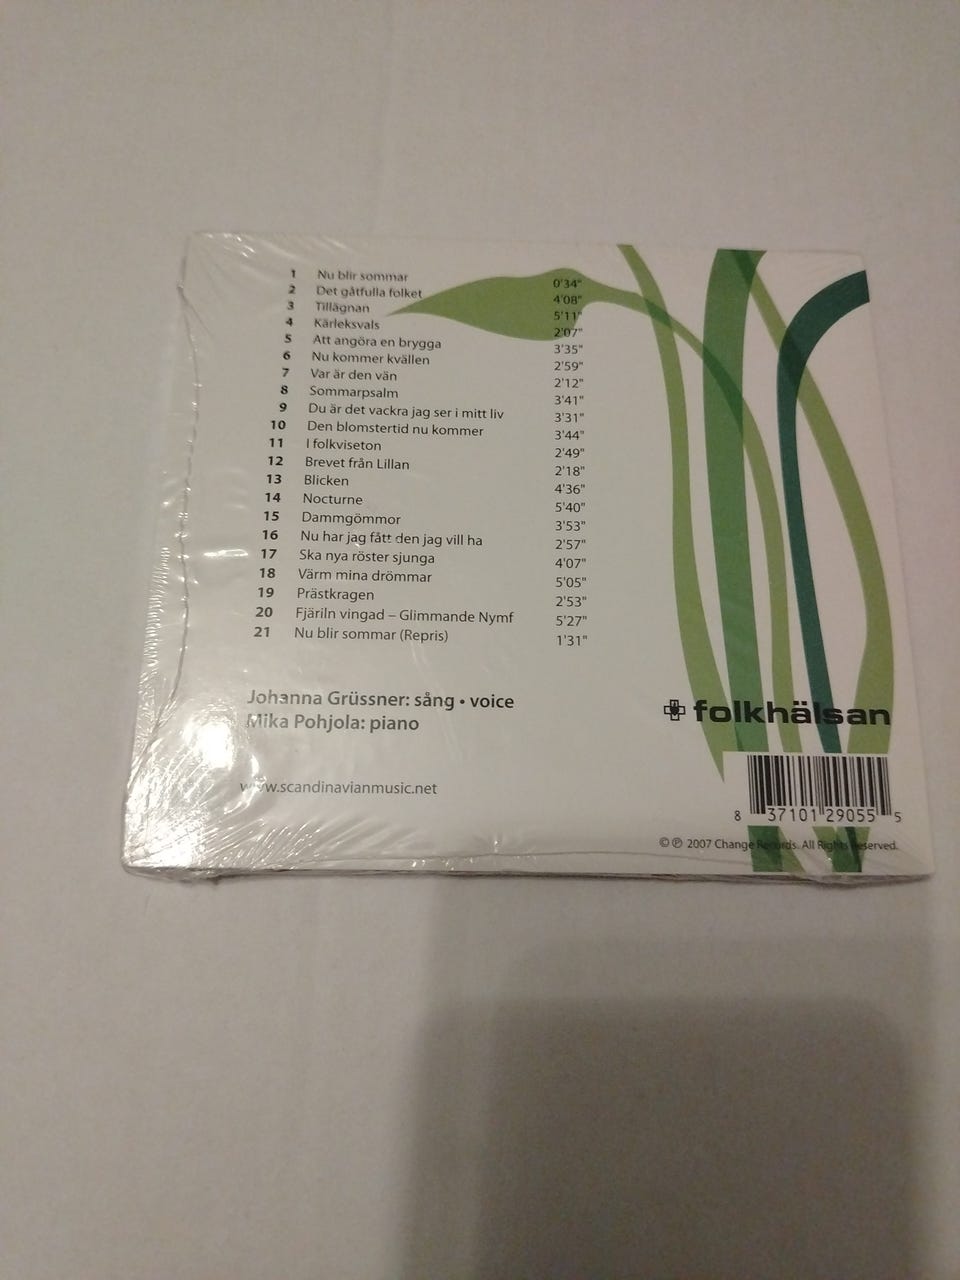 1 Nu blir sommar 0'34"
2 Det gåtfulla folket 4'08"
3 Tillägnan 5'11"
4 Kärleksvals 2'07"
5 Att angöra en brygga 3'35"
6 Nu kommer kvällen 2'59"
7 Var är den vän 2'12"
8 Sommarpsalm 3'41"
9 Du är det vackra jag ser i mitt liv 3'31"
10 Den blomstertid nu kommer 3'44"
11 I folkviseton 2'49"
12 Brevet från Lillan 2'18"
13 Blicken 4'36"
14 Nocturne 5'40"
15 Dammgömmor 3'53"
16 Nu har jag fått den jag vill ha 2'57"
17 Ska nya röster sjunga 4'07"
18 Värm mina drömmar 5'05"
19 Prästkragen 2'53"
20 Fjäriln vingad – Glimmande Nymf 5'27"
21 Nu blir sommar (Repris) 1'31"
Johanna Grüssner: sång • voice
Mika Pohjola: piano
folkhälsan
www.scandinavianmusic.net
8 37101 29055 5
© ℗ 2007 Change Records. All Rights Reserved.